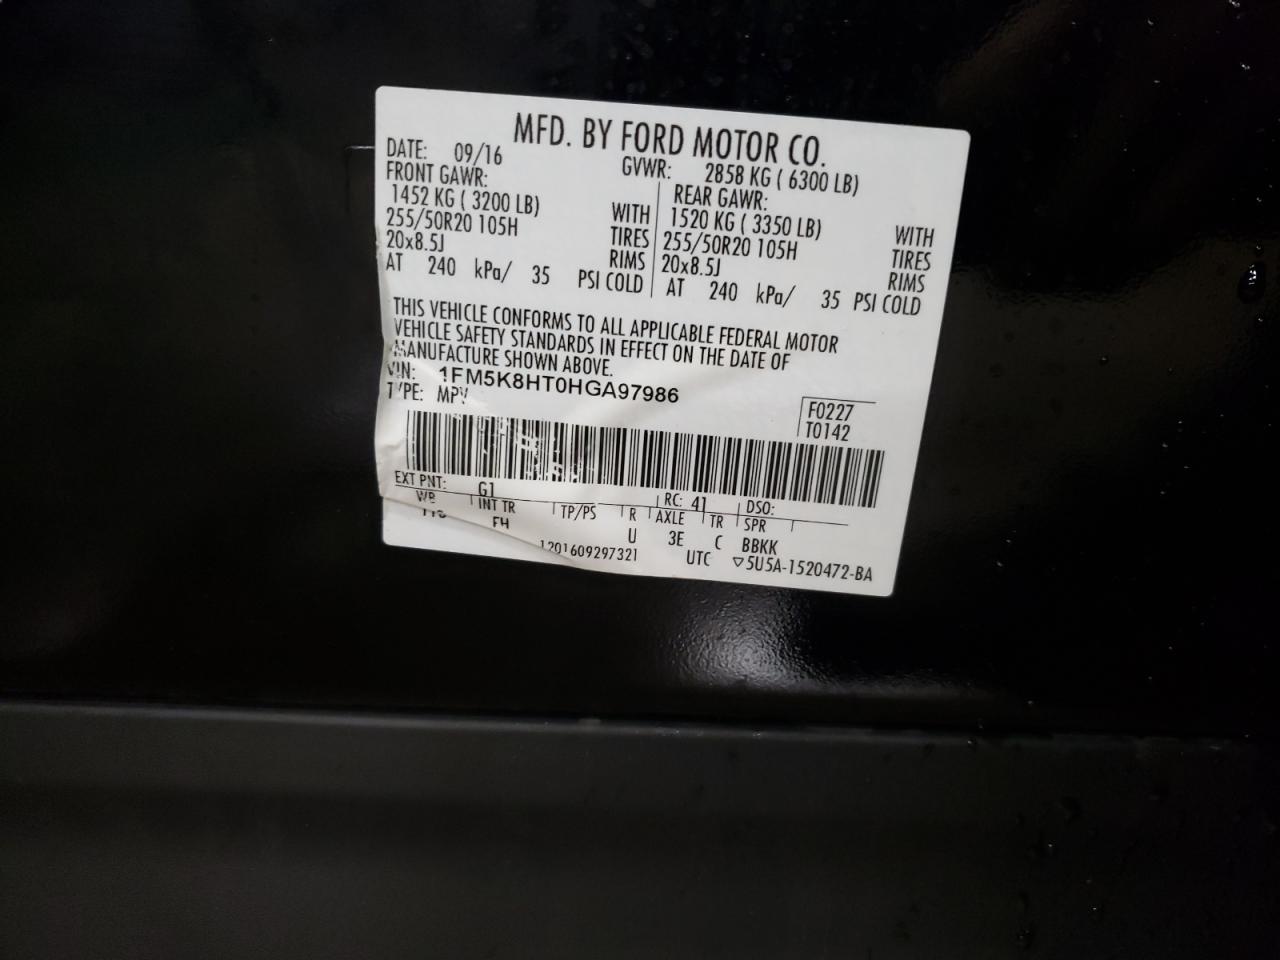 MFD. BY FORD MOTOR CO.
DATE: 09/16 GVWR: 2858 KG ( 6300 LB)
FRONT GAWR: REAR GAWR:
1452 KG ( 3200 LB) WITH 1520 KG ( 3350 LB) WITH
255/50R20 105H TIRES 255/50R20 105H TIRES
20x8.5J RIMS 20x8.5J RIMS
AT 240 kPa/ 35 PSI COLD AT 240 kPa/ 35 PSI COLD
THIS VEHICLE CONFORMS TO ALL APPLICABLE FEDERAL MOTOR
VEHICLE SAFETY STANDARDS IN EFFECT ON THE DATE OF
MANUFACTURE SHOWN ABOVE.
VIN: 1FM5K8HT0HGA97986
TYPE: MPV
F0227
T0142
EXT PNT: G1 RC: 41 DSO:
WB INT TR TP/PS R AXLE TR SPR
FH U 3E C BBKK
1201609297321 UTC ▽5U5A-1520472-BA